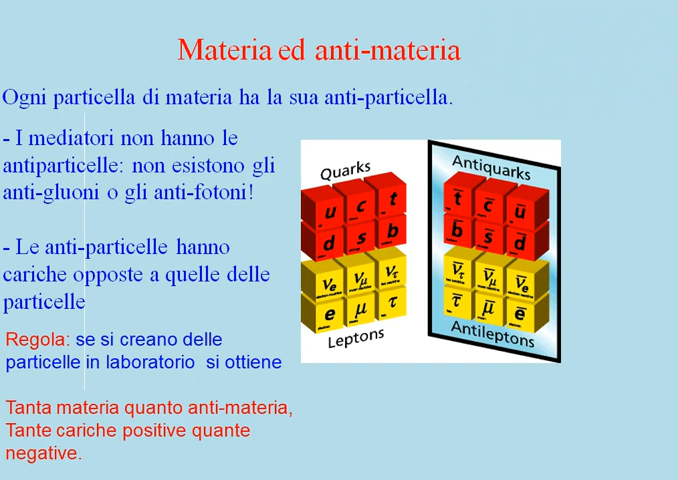 Materia ed anti-materia
Ogni particella di materia ha la sua anti-particella.
- I mediatori non hanno le
antiparticelle: non esistono gli
anti-gluoni o gli anti-fotoni!
- Le anti-particelle hanno
cariche opposte a quelle delle
particelle
Regola: se si creano delle
particelle in laboratorio si ottiene
Tanta materia quanto anti-materia,
Tante cariche positive quante
negative.
Quarks
u c t
d s b
νe νμ ντ
e μ τ
Leptons
Antiquarks
t̅ c̅ u̅
b̅ s̅ d̅
ν̅τ ν̅μ ν̅e
τ̅ μ̅ e̅
Antileptons